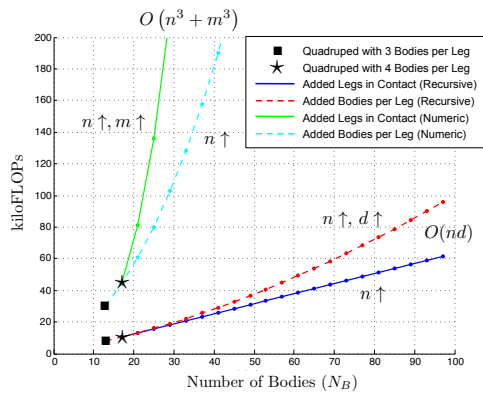 O(n³ + m³)
200
180
160
140
120
100
80
60
40
20
0
kiloFLOPs
Quadruped with 3 Bodies per Leg
Quadruped with 4 Bodies per Leg
Added Legs in Contact (Recursive)
Added Bodies per Leg (Recursive)
Added Legs in Contact (Numeric)
Added Bodies per Leg (Numeric)
n ↑, m ↑
n ↑
n ↑, d ↑
O(nd)
n ↑
0 10 20 30 40 50 60 70 80 90 100
Number of Bodies (N_B)